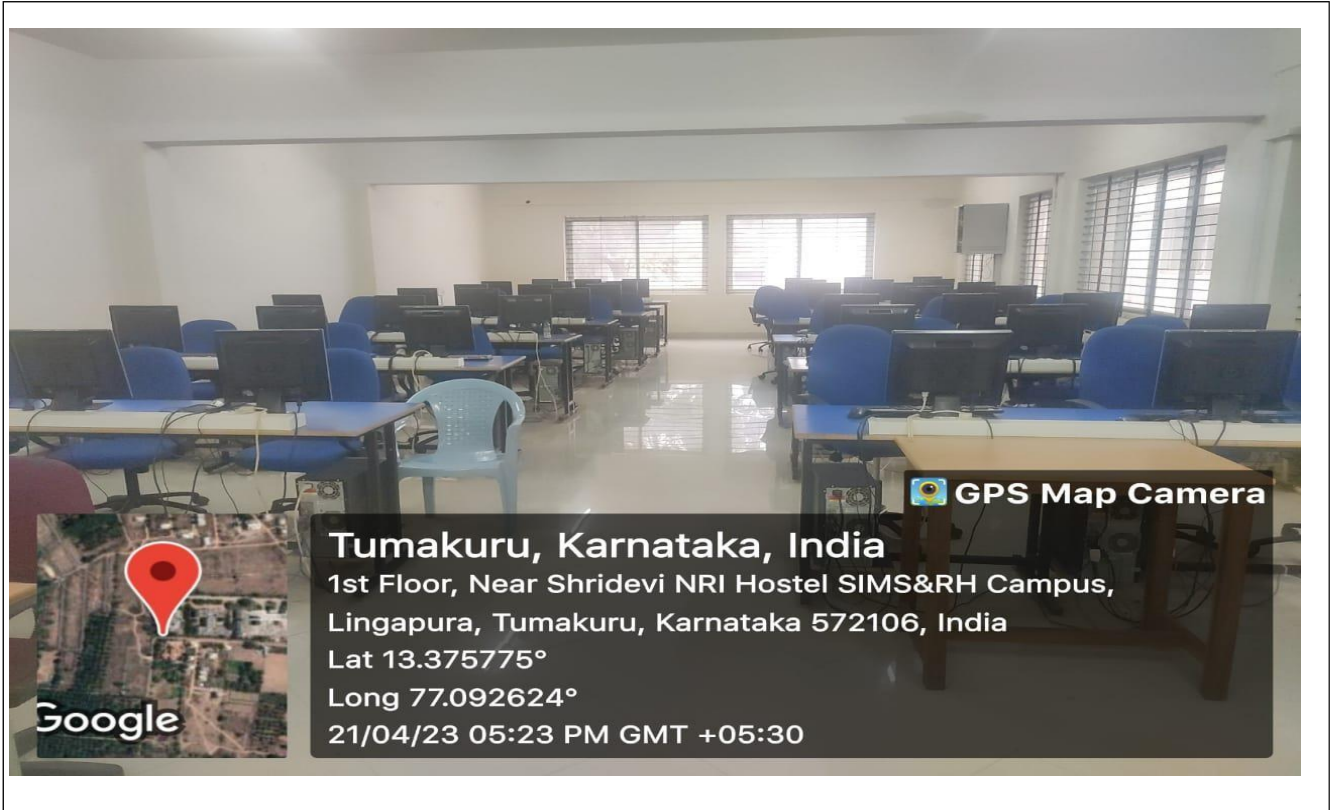 GPS Map Camera
Tumakuru, Karnataka, India
1st Floor, Near Shridevi NRI Hostel SIMS&RH Campus,
Lingapura, Tumakuru, Karnataka 572106, India
Lat 13.375775°
Long 77.092624°
21/04/23 05:23 PM GMT +05:30
Google